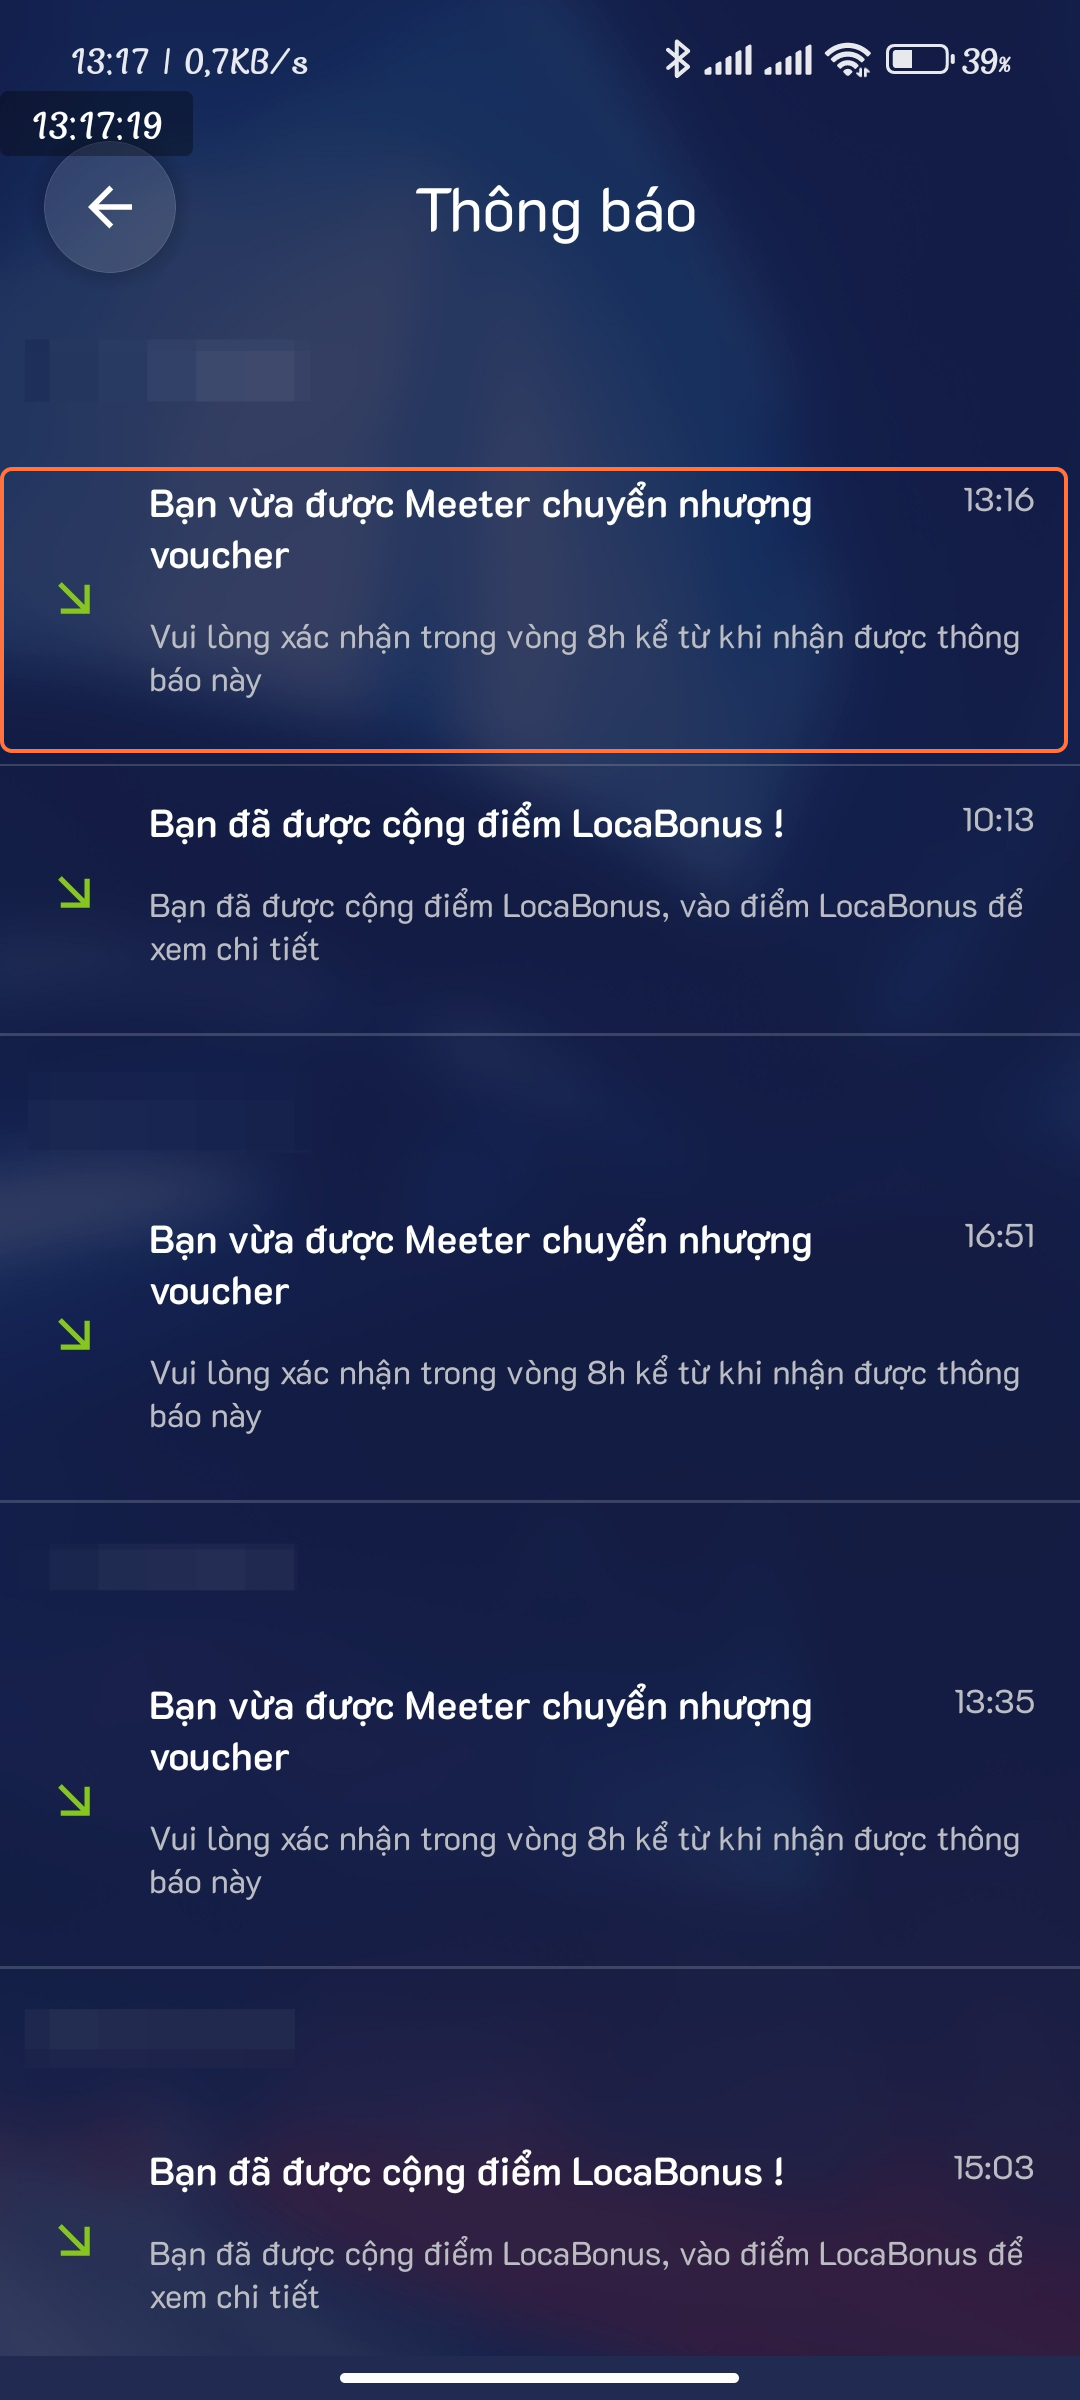 13:17 | 0,7KB/s
39%
13:17:19
Thông báo
Bạn vừa được Meeter chuyển nhượng
voucher
13:16
Vui lòng xác nhận trong vòng 8h kể từ khi nhận được thông
báo này
Bạn đã được cộng điểm LocaBonus !
10:13
Bạn đã được cộng điểm LocaBonus, vào điểm LocaBonus để
xem chi tiết
Bạn vừa được Meeter chuyển nhượng
voucher
16:51
Vui lòng xác nhận trong vòng 8h kể từ khi nhận được thông
báo này
Bạn vừa được Meeter chuyển nhượng
voucher
13:35
Vui lòng xác nhận trong vòng 8h kể từ khi nhận được thông
báo này
Bạn đã được cộng điểm LocaBonus !
15:03
Bạn đã được cộng điểm LocaBonus, vào điểm LocaBonus để
xem chi tiết